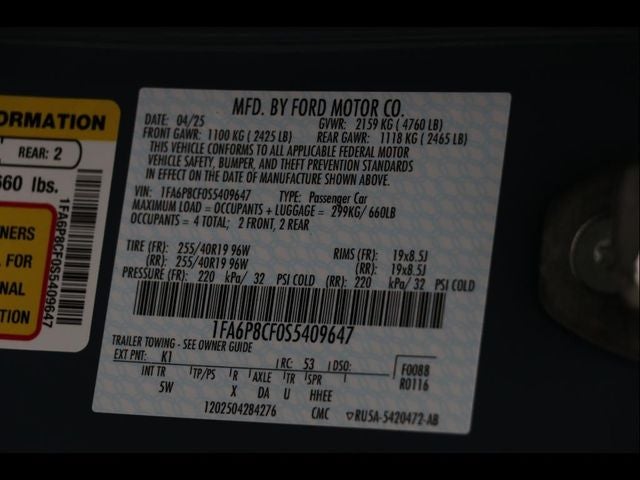 FORMATION
REAR: 2
660 lbs.
NERS
L FOR
NAL
TION
1FA6P8CF0S5409647
MFD. BY FORD MOTOR CO.
DATE: 04/25 GVWR: 2159 KG ( 4760 LB)
FRONT GAWR: 1100 KG ( 2425 LB) REAR GAWR: 1118 KG ( 2465 LB)
THIS VEHICLE CONFORMS TO ALL APPLICABLE FEDERAL MOTOR
VEHICLE SAFETY, BUMPER, AND THEFT PREVENTION STANDARDS
IN EFFECT ON THE DATE OF MANUFACTURE SHOWN ABOVE.
VIN: 1FA6P8CF0S5409647 TYPE: Passenger Car
MAXIMUM LOAD = OCCUPANTS + LUGGAGE = 299KG/ 660LB
OCCUPANTS = 4 TOTAL; 2 FRONT, 2 REAR
TIRE (FR): 255/40R19 96W RIMS (FR): 19x8.5J
(RR): 255/40R19 96W (RR): 19x8.5J
PRESSURE (FR): 220 kPa/ 32 PSI COLD (RR): 220 kPa/ 32 PSI COLD
1FA6P8CF0S5409647
TRAILER TOWING - SEE OWNER GUIDE
EXT PNT: K1 RC: 53 DSO: F0088
INT TR TP/PS R AXLE TR SPR R0116
5W X DA U HHEE
1202504284276 CMC RU5A-5420472-AB